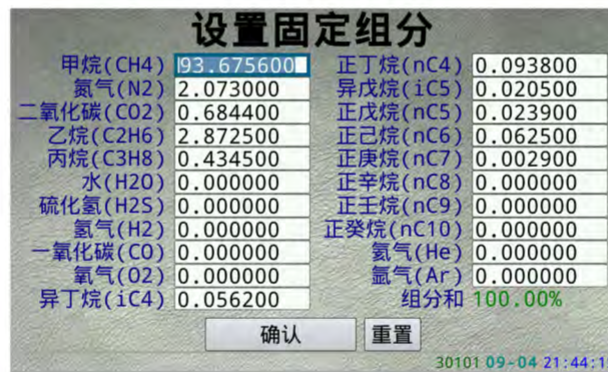 设置固定组分
甲烷(CH4) 93.675600 正丁烷(nC4) 0.093800
氮气(N2) 2.073000 异戊烷(iC5) 0.020500
二氧化碳(CO2) 0.684400 正戊烷(nC5) 0.023900
乙烷(C2H6) 2.872500 正己烷(nC6) 0.062500
丙烷(C3H8) 0.434500 正庚烷(nC7) 0.002900
水(H2O) 0.000000 正辛烷(nC8) 0.000000
硫化氢(H2S) 0.000000 正壬烷(nC9) 0.000000
氢气(H2) 0.000000 正癸烷(nC10) 0.000000
一氧化碳(CO) 0.000000 氦气(He) 0.000000
氧气(O2) 0.000000 氩气(Ar) 0.000000
异丁烷(iC4) 0.056200 组分和 100.00%
确认 重置
30101 09-04 21:44:1